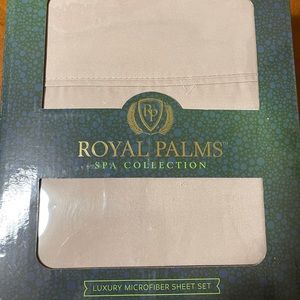 RP
ROYAL PALMS
SPA COLLECTION
LUXURY MICROFIBER SHEET SET